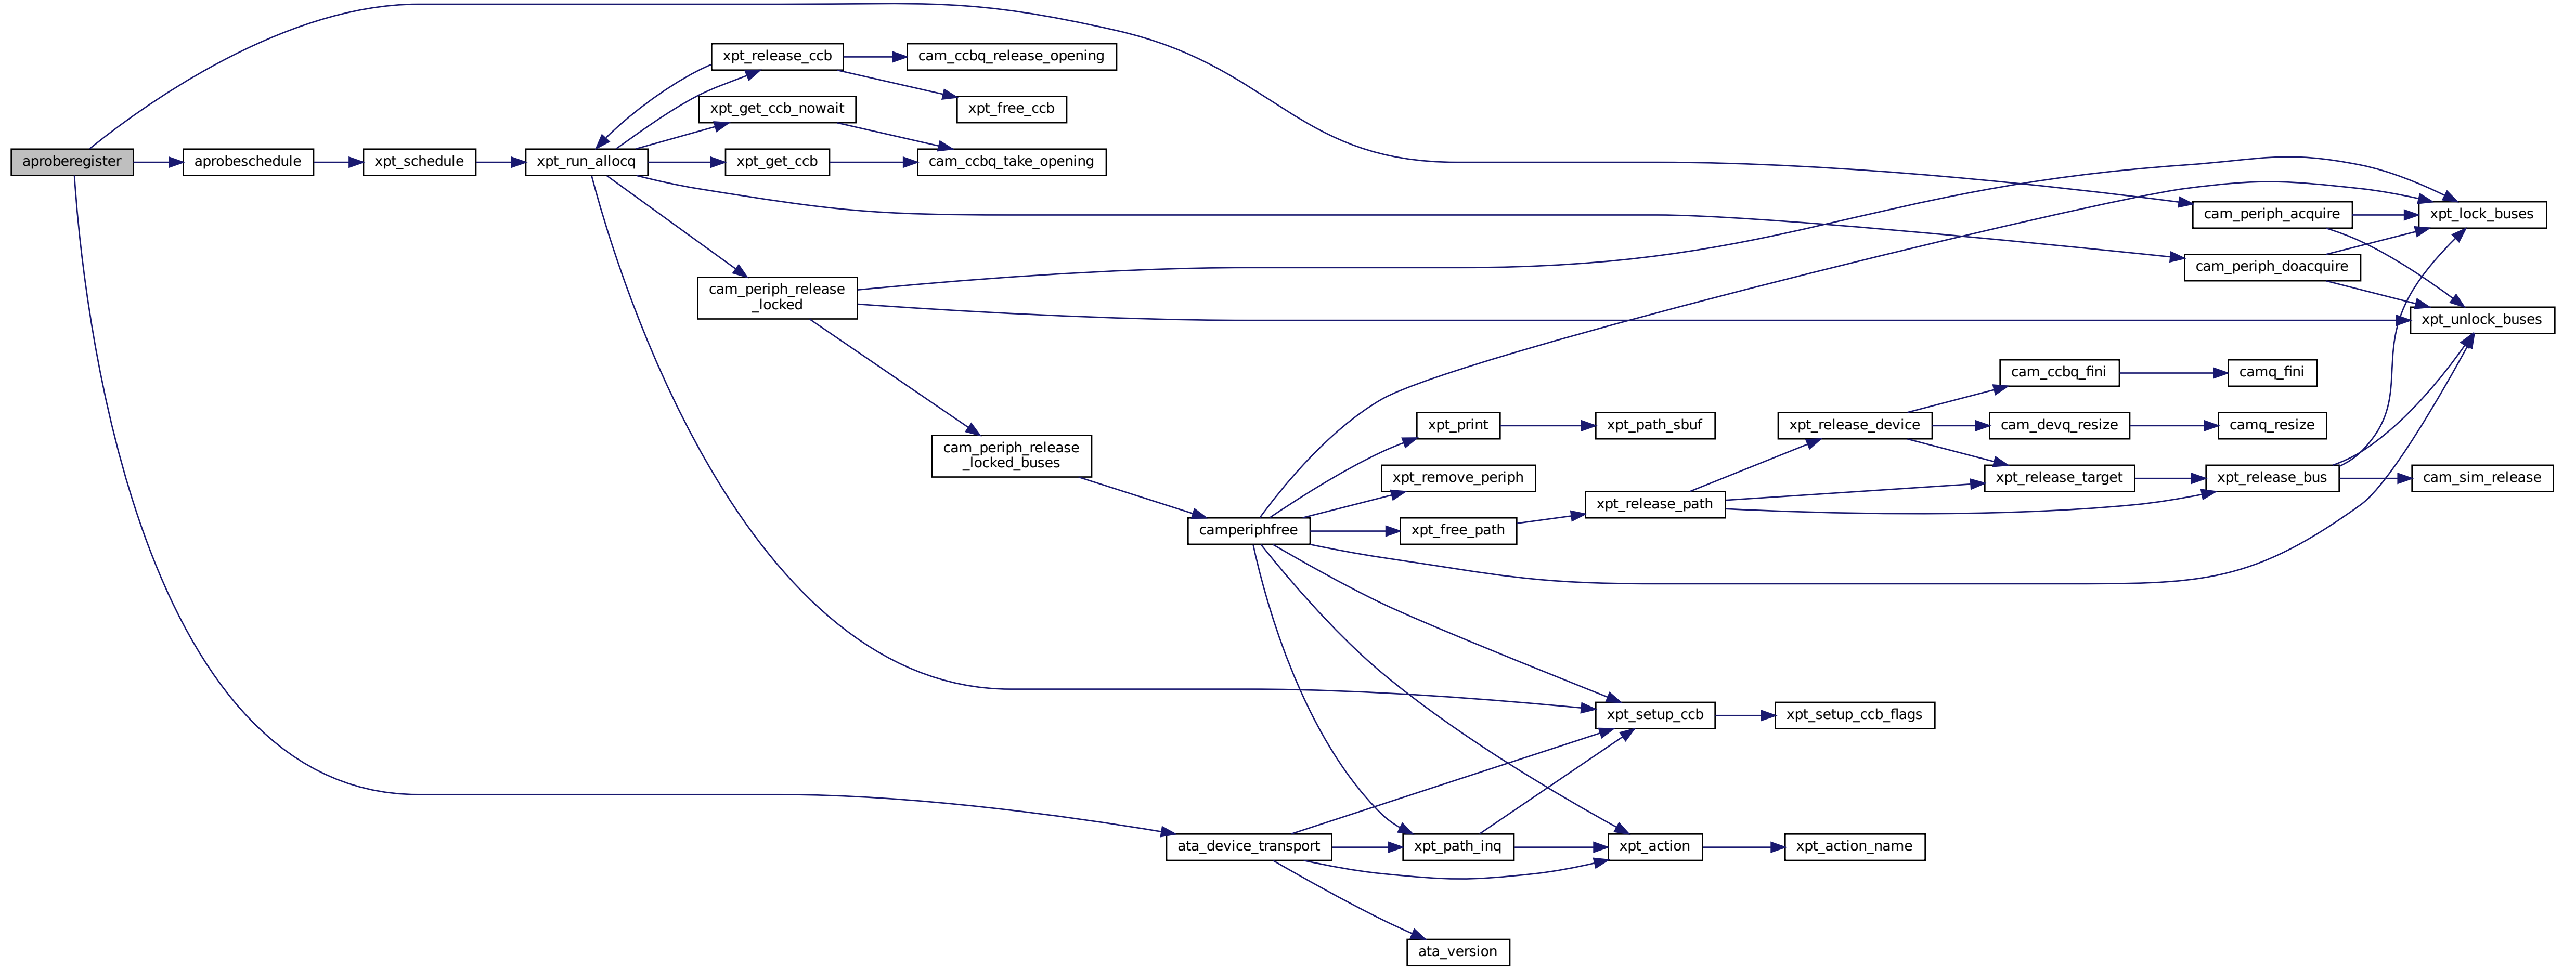 xpt_release_ccb
cam_ccbq_release_opening
xpt_get_ccb_nowait
xpt_free_ccb
aproberegister
aprobeschedule
xpt_schedule
xpt_run_allocq
xpt_get_ccb
cam_ccbq_take_opening
cam_periph_acquire
xpt_lock_buses
cam_periph_doacquire
cam_periph_release
_locked
xpt_unlock_buses
cam_ccbq_fini
camq_fini
xpt_print
xpt_path_sbuf
xpt_release_device
cam_devq_resize
camq_resize
cam_periph_release
_locked_buses
xpt_remove_periph
xpt_release_target
xpt_release_bus
cam_sim_release
xpt_release_path
camperiphfree
xpt_free_path
xpt_setup_ccb
xpt_setup_ccb_flags
ata_device_transport
xpt_path_inq
xpt_action
xpt_action_name
ata_version